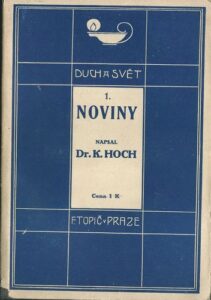 DUCH A SVĚT
1.
NOVINY
NAPSAL
Dr. K. HOCH
Cena 1 K
F. TOPIČ V PRAZE